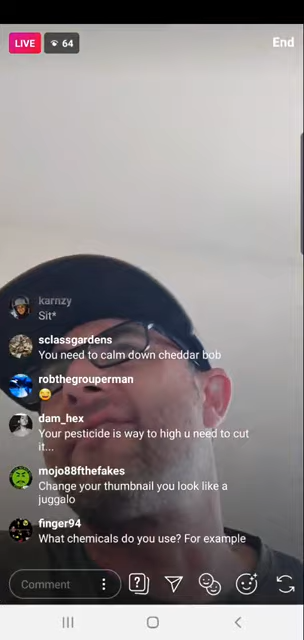 LIVE 64 End
karnzy
Sit*
sclassgardens
You need to calm down cheddar bob
robthegrouperman
dam_hex
Your pesticide is way to high u need to cut
it...
mojo88fthefakes
Change your thumbnail you look like a
juggalo
finger94
What chemicals do you use? For example
Comment